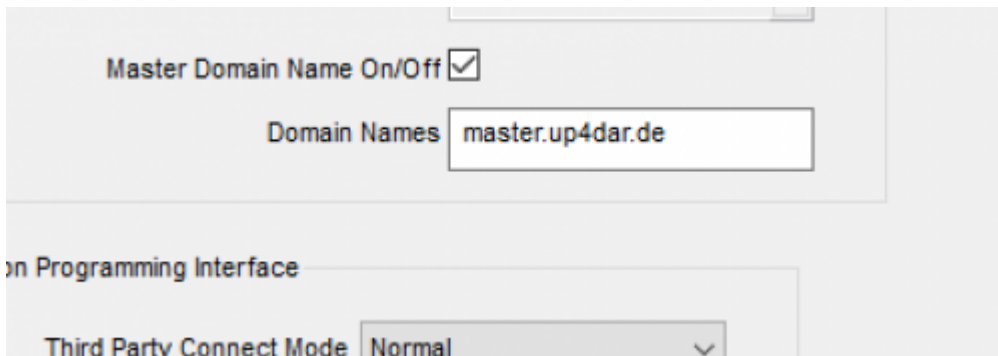 Master Domain Name On/Off
Domain Names master.up4dar.de
on Programming Interface
Third Party Connect Mode Normal